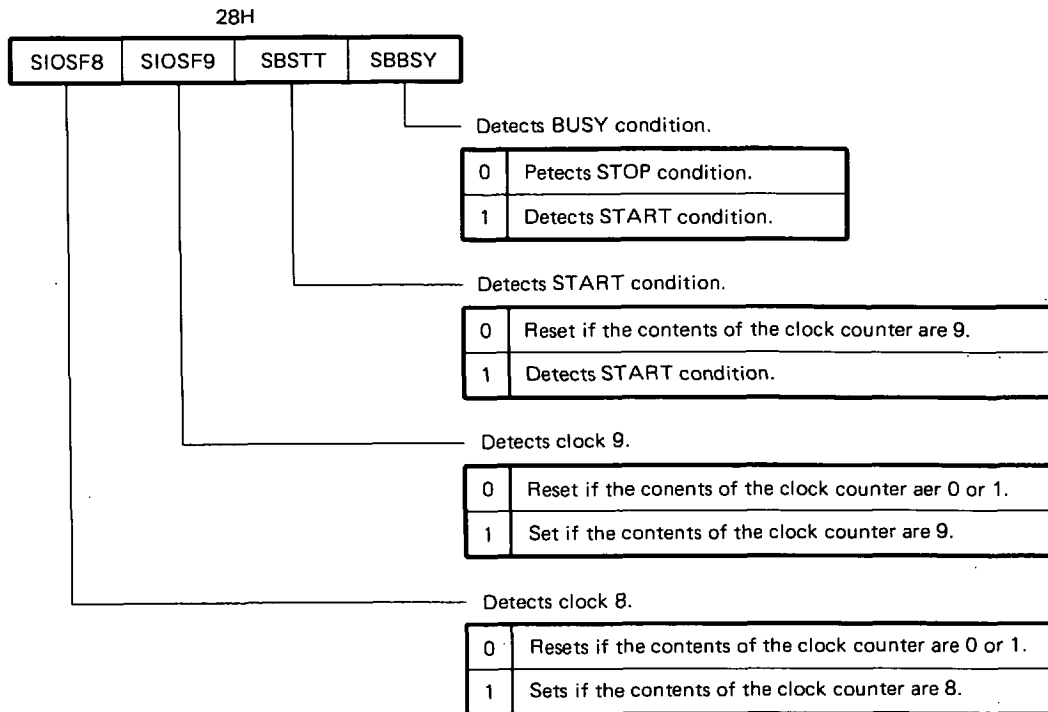 28H
SIOSF8 SIOSF9 SBSTT SBBSY
Detects BUSY condition.
0 Petects STOP condition.
1 Detects START condition.
Detects START condition.
0 Reset if the contents of the clock counter are 9.
1 Detects START condition.
Detects clock 9.
0 Reset if the conents of the clock counter aer 0 or 1.
1 Set if the contents of the clock counter are 9.
Detects clock 8.
0 Resets if the contents of the clock counter are 0 or 1.
1 Sets if the contents of the clock counter are 8.